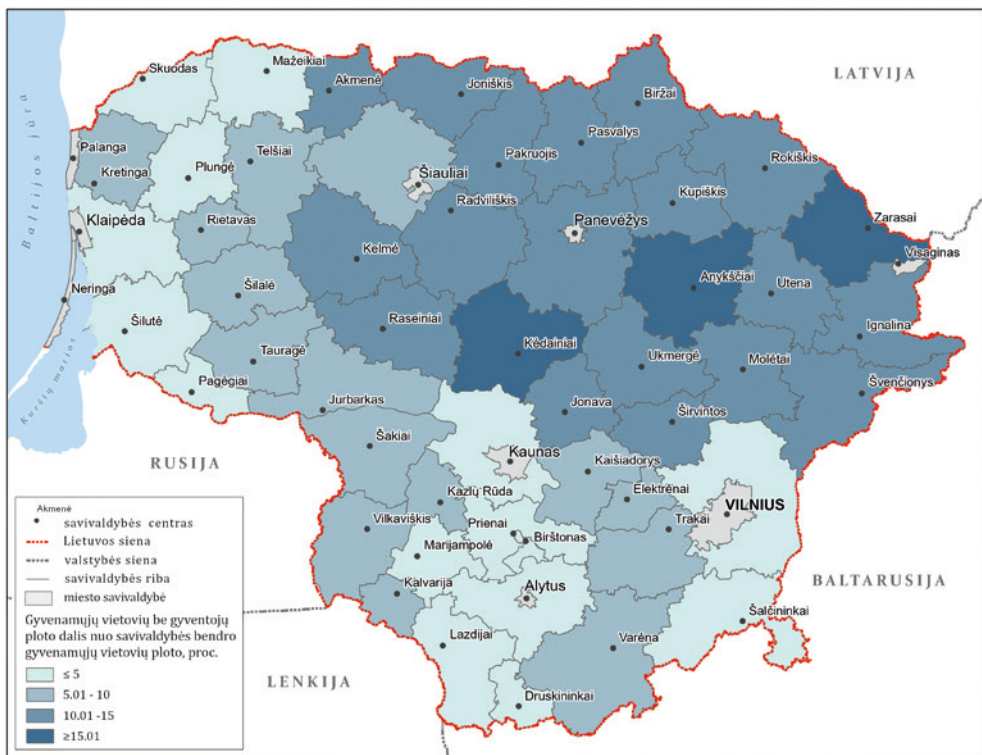 Skuodas
Mažeikiai
Akmenė
Joniškis
Biržai
LATVIJA
Palanga
Kretinga
Plungė
Telšiai
Šiauliai
Pakruojis
Pasvalys
Rokiškis
Baltijos jūra
Klaipėda
Rietavas
Radviliškis
Panevėžys
Kupiškis
Zarasai
Visaginas
Kelmė
Anykščiai
Utena
Neringa
Šilalė
Šilutė
Raseiniai
Kėdainiai
Ukmergė
Molėtai
Ignalina
Tauragė
Pagėgiai
Kuršių marios
Jurbarkas
Jonava
Širvintos
Švenčionys
RUSIJA
Šakiai
Kaunas
Kaišiadorys
Kazlų Rūda
Elektrėnai
VILNIUS
Vilkaviškis
Prienai
Birštonas
Trakai
Marijampolė
Kalvarija
Alytus
BALTARUSIJA
Šalčininkai
Lazdijai
Varėna
LENKIJA
Druskininkai
Akmenė
savivaldybės centras
Lietuvos siena
valstybės siena
savivaldybės riba
miesto savivaldybė
Gyvenamųjų vietovių be gyventojų
ploto dalis nuo savivaldybės bendro
gyvenamųjų vietovių ploto, proc.
≤ 5
5.01 - 10
10.01 -15
≥15.01